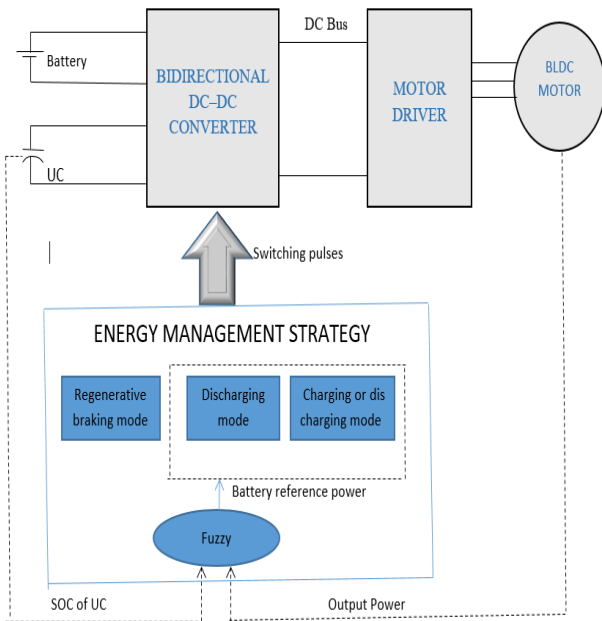 DC Bus
Battery
BIDIRECTIONAL
DC–DC
CONVERTER
MOTOR
DRIVER
BLDC
MOTOR
UC
Switching pulses
ENERGY MANAGEMENT STRATEGY
Regenerative
braking mode
Discharging
mode
Charging or dis
charging mode
Battery reference power
Fuzzy
SOC of UC
Output Power